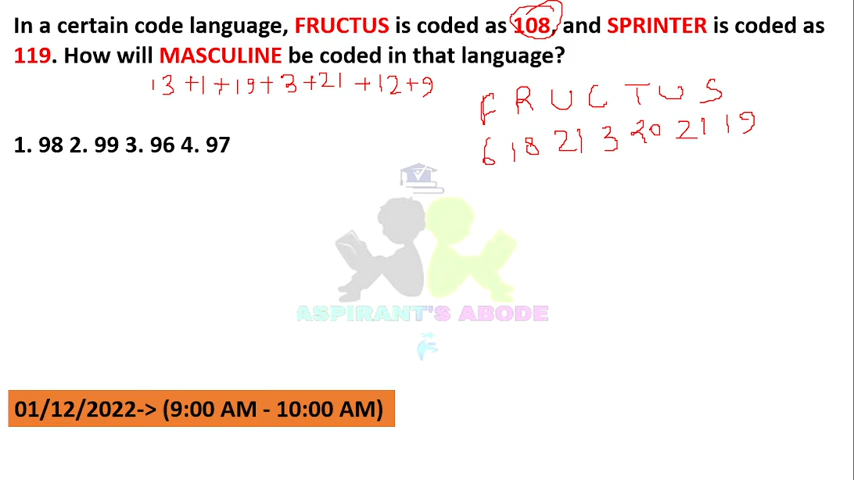 In a certain code language, FRUCTUS is coded as 108, and SPRINTER is coded as
119. How will MASCULINE be coded in that language?
13 +1 + 19 + 3 + 21 + 12 + 9
F R U C T U S
6 18 21 3 20 21 19
1. 98 2. 99 3. 96 4. 97
ASPIRANT'S ABODE
01/12/2022-> (9:00 AM - 10:00 AM)